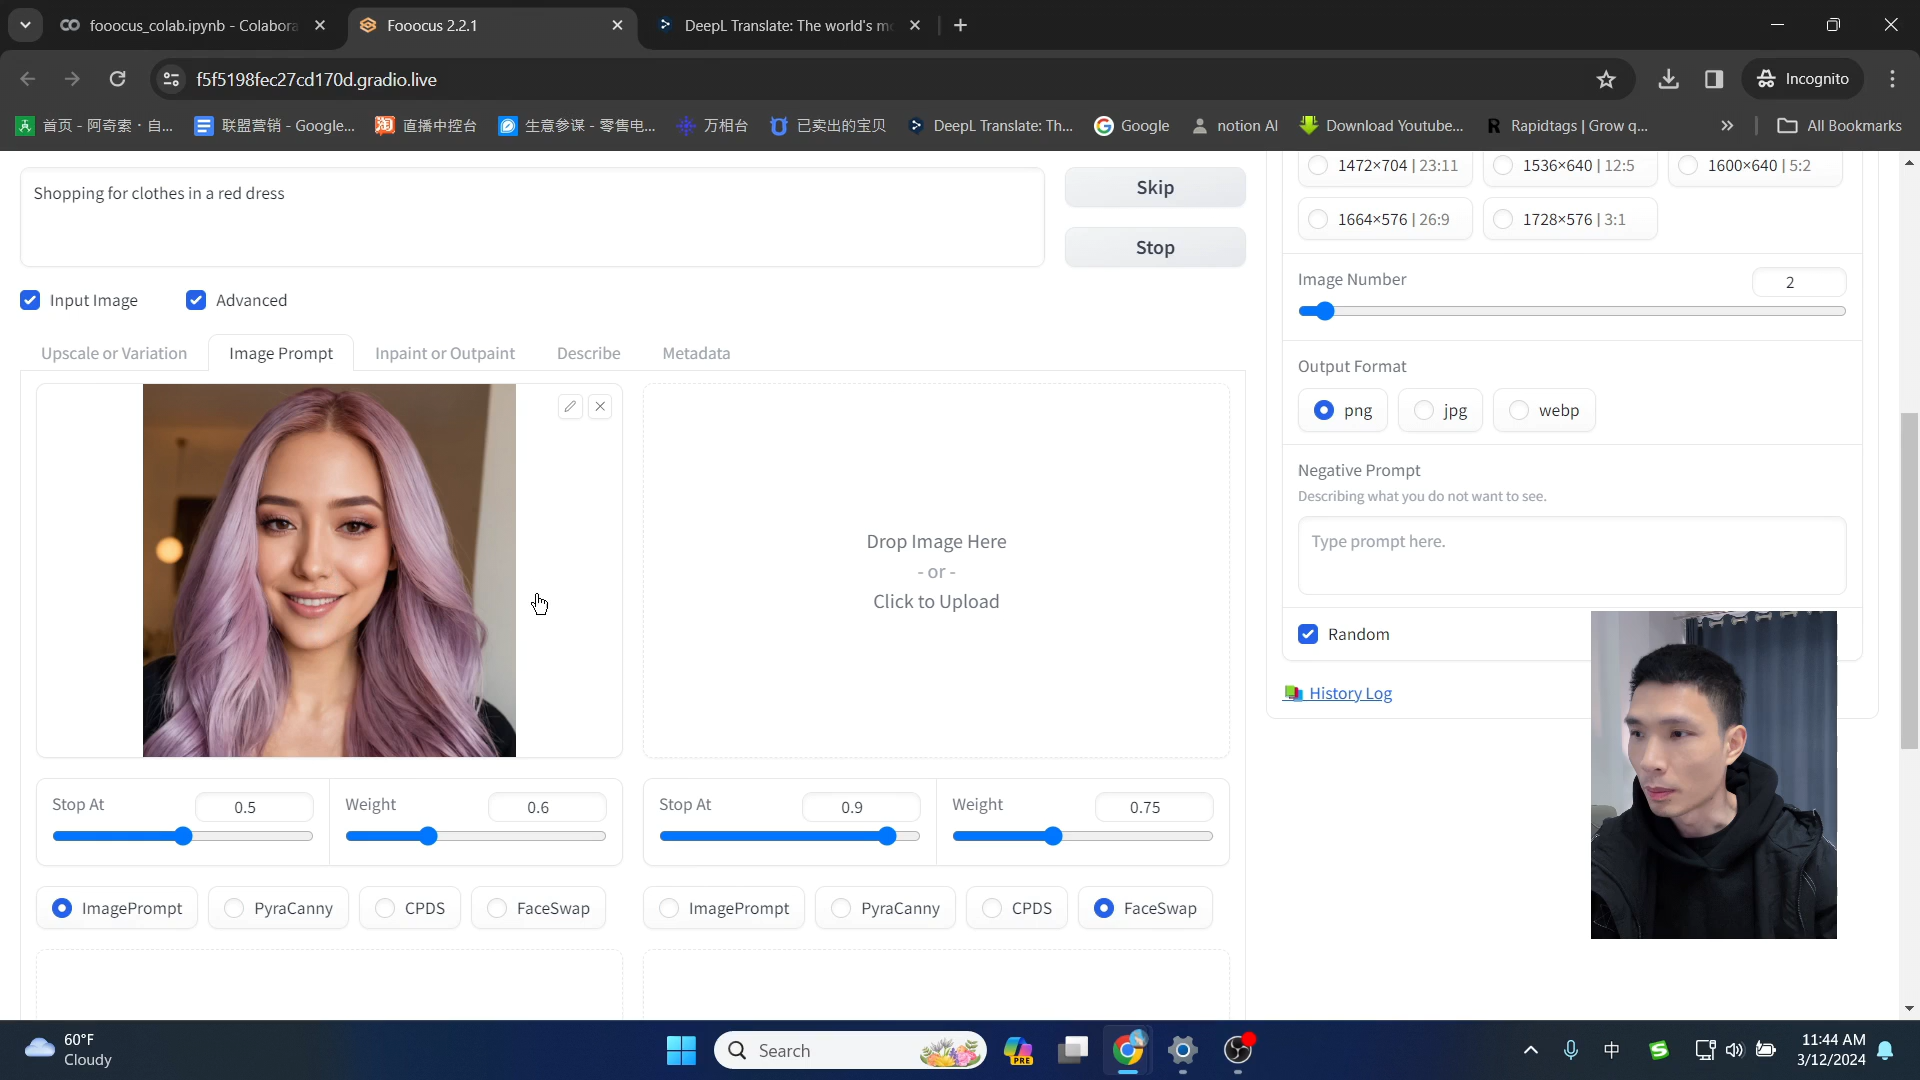 fooocus_colab.ipynb - Colabora
Fooocus 2.2.1
DeepL Translate: The world's mo
f5f5198fec27cd170d.gradio.live
Incognito
首页 - 阿奇索 · 自...
联盟营销 - Google...
直播中控台
生意参谋 - 零售电...
万相台
已卖出的宝贝
DeepL Translate: Th...
Google
notion AI
Download Youtube...
Rapidtags | Grow q...
»
All Bookmarks
Shopping for clothes in a red dress
Skip
Stop
Input Image
Advanced
Upscale or Variation
Image Prompt
Inpaint or Outpaint
Describe
Metadata
Drop Image Here
- or -
Click to Upload
Stop At
0.5
Weight
0.6
Stop At
0.9
Weight
0.75
ImagePrompt
PyraCanny
CPDS
FaceSwap
ImagePrompt
PyraCanny
CPDS
FaceSwap
1472×704 | 23:11
1536×640 | 12:5
1600×640 | 5:2
1664×576 | 26:9
1728×576 | 3:1
Image Number
2
Output Format
png
jpg
webp
Negative Prompt
Describing what you do not want to see.
Type prompt here.
Random
History Log
60°F
Cloudy
Search
PRE
中
11:44 AM
3/12/2024